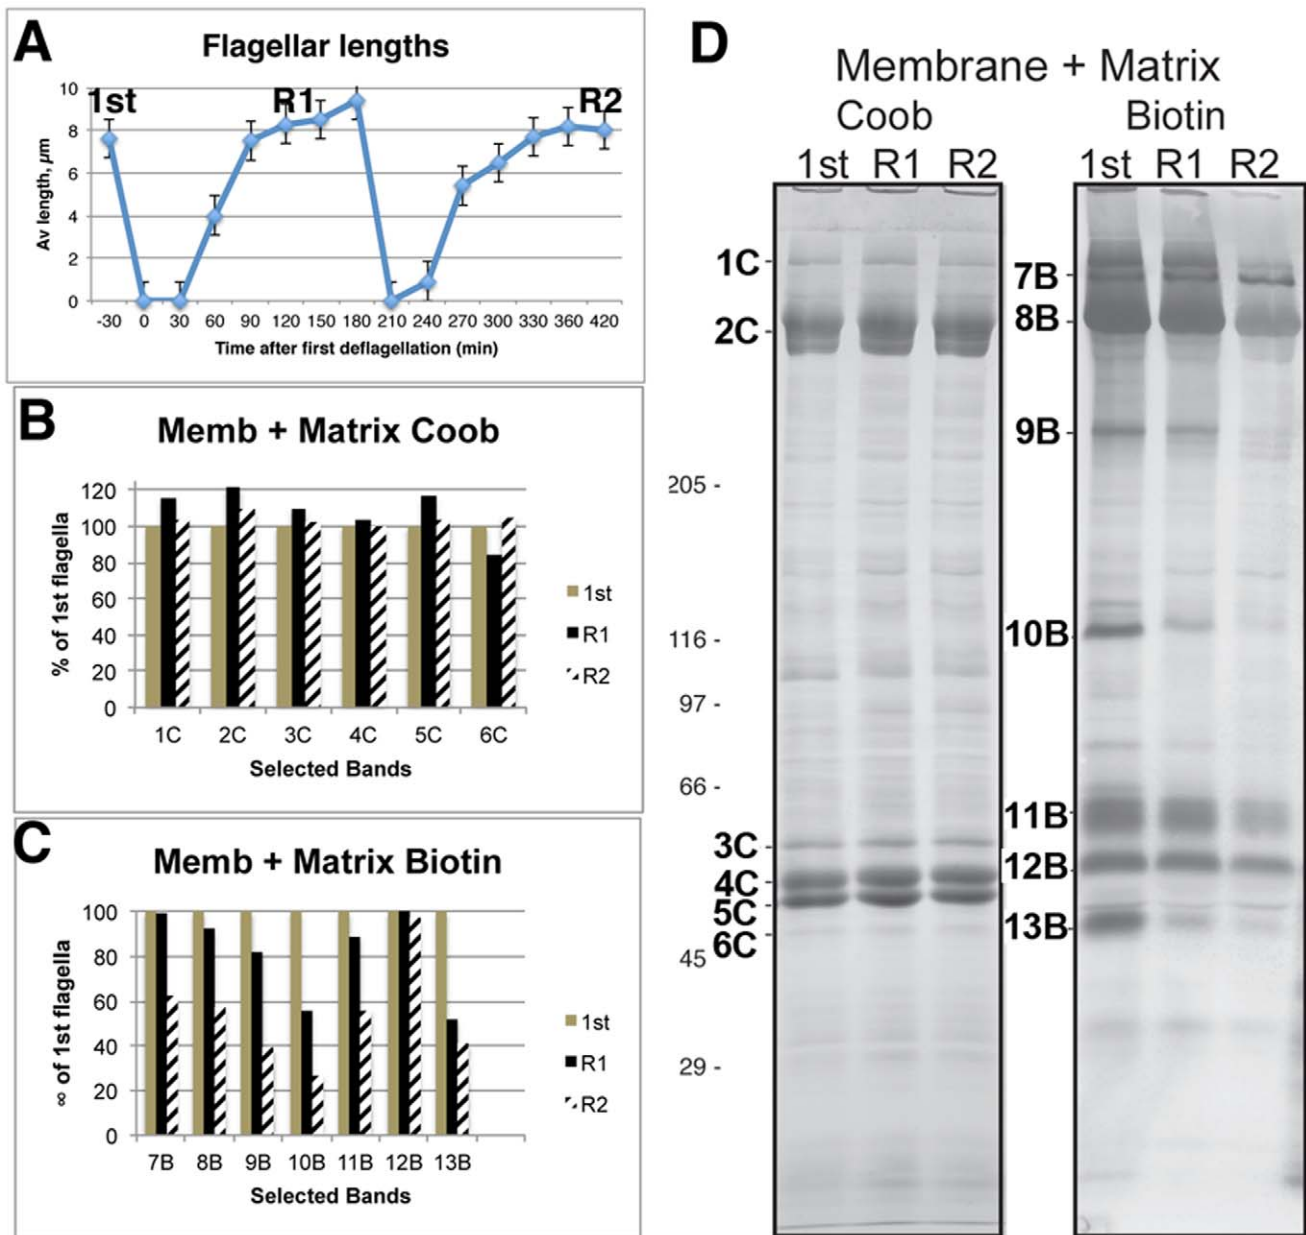 A
Flagellar lengths
1st R1 R2
10
8
6
4
2
0
Av length, µm
-30 0 30 60 90 120 150 180 210 240 270 300 330 360 420
Time after first deflagellation (min)
B
Memb + Matrix Coob
120
100
80
60
40
20
0
% of 1st flagella
1C 2C 3C 4C 5C 6C
Selected Bands
1st
R1
R2
C
Memb + Matrix Biotin
100
80
60
40
20
0
∞ of 1st flagella
7B 8B 9B 10B 11B 12B 13B
Selected Bands
1st
R1
R2
D
Membrane + Matrix
Coob Biotin
1st R1 R2 1st R1 R2
1C
2C
205 -
116 -
97 -
66 -
3C
4C
5C
6C
45
29 -
7B
8B
9B
10B
11B
12B
13B